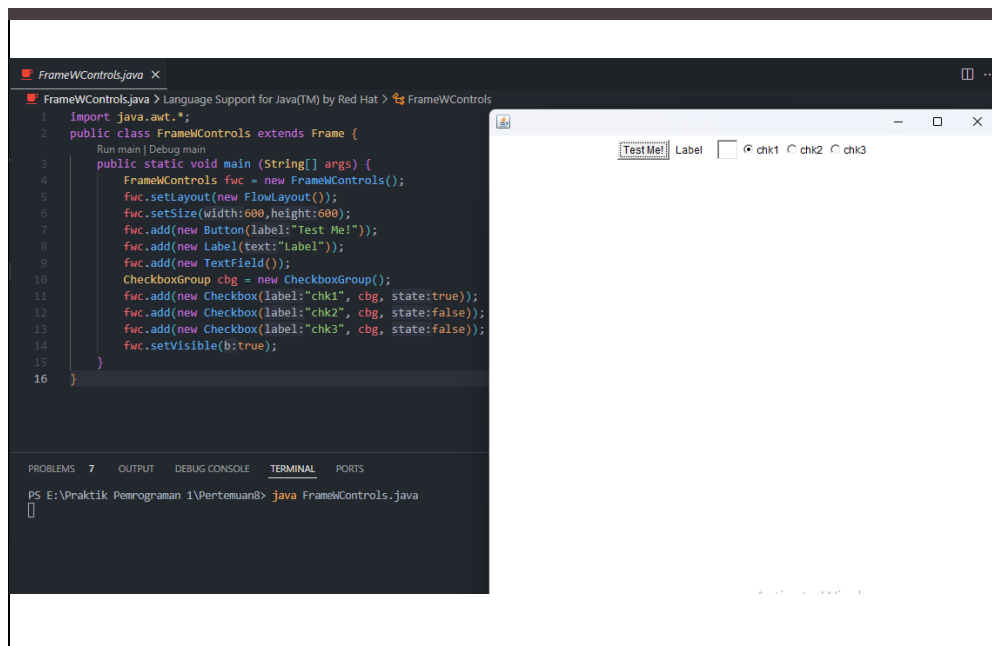 FrameWControls.java
FrameWControls.java > Language Support for Java(TM) by Red Hat > FrameWControls
1 import java.awt.*;
2 public class FrameWControls extends Frame {
Run main | Debug main
3 public static void main (String[] args) {
4 FrameWControls fwc = new FrameWControls();
5 fwc.setLayout(new FlowLayout());
6 fwc.setSize(width:600,height:600);
7 fwc.add(new Button(label:"Test Me!"));
8 fwc.add(new Label(text:"Label"));
9 fwc.add(new TextField());
10 CheckboxGroup cbg = new CheckboxGroup();
11 fwc.add(new Checkbox(label:"chk1", cbg, state:true));
12 fwc.add(new Checkbox(label:"chk2", cbg, state:false));
13 fwc.add(new Checkbox(label:"chk3", cbg, state:false));
14 fwc.setVisible(b:true);
15 }
16 }
Test Me! Label chk1 chk2 chk3
PROBLEMS 7 OUTPUT DEBUG CONSOLE TERMINAL PORTS
PS E:\Praktik Pemrograman 1\Pertemuan8> java FrameWControls.java